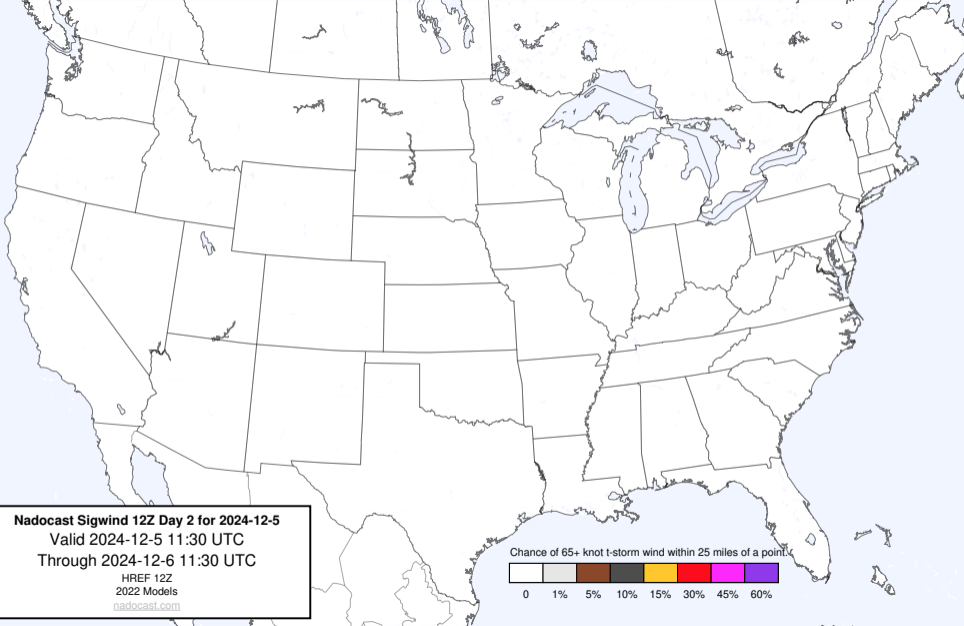 Nadocast Sigwind 12Z Day 2 for 2024-12-5
Valid 2024-12-5 11:30 UTC
Through 2024-12-6 11:30 UTC
HREF 12Z
2022 Models
nadocast.com
Chance of 65+ knot t-storm wind within 25 miles of a point.
0 1% 5% 10% 15% 30% 45% 60%